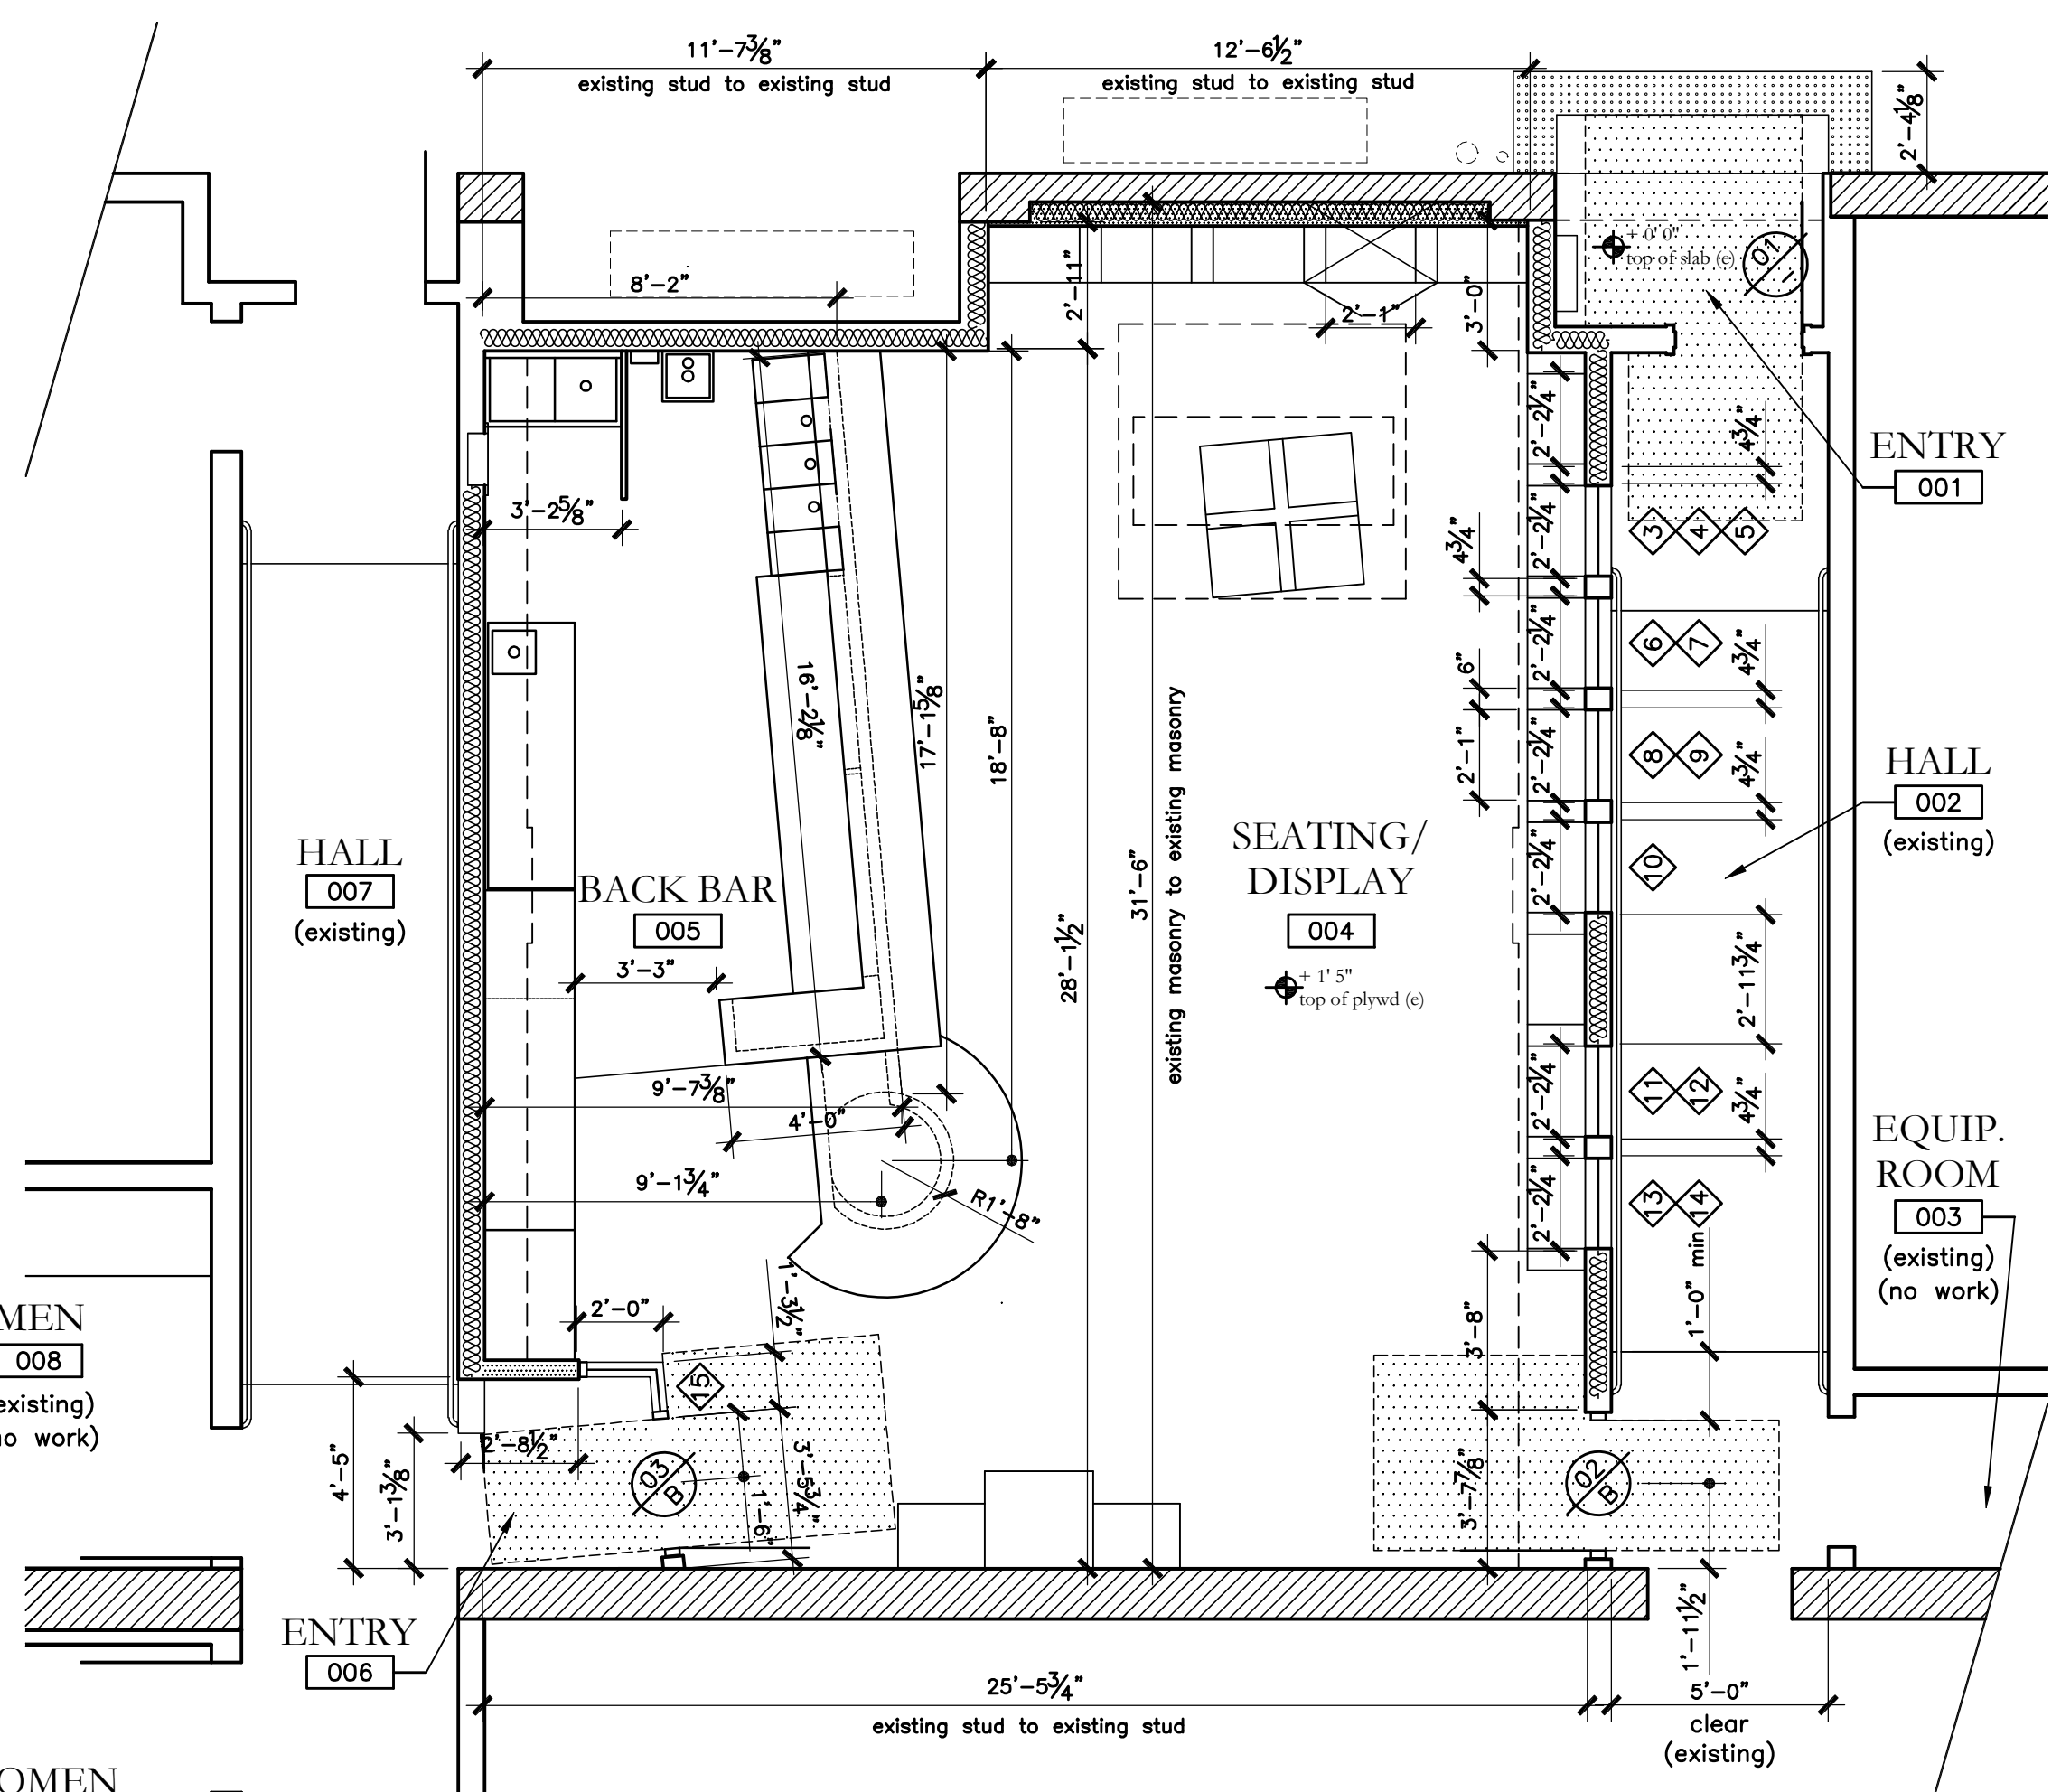 11'-7⅜"
existing stud to existing stud
12'-6½"
existing stud to existing stud
2'-4⅛"
8'-2"
2'-11"
2'-1"
3'-0"
+ 0' 0"
top of slab (e)
01
I
ENTRY
001
3'-2⅝"
2'-2¼"
4¾"
3
4
5
2'-2¼"
4¾"
6
7
2'-2¼"
4¾"
6"
HALL
002
(existing)
8
9
2'-2¼"
4¾"
2'-1"
10
2'-2¼"
16'-2⅛"
17'-1⅝"
18'-8"
28'-1½"
31'-6"
existing masonry to existing masonry
SEATING/
DISPLAY
004
+ 1' 5"
top of plywd (e)
HALL
007
(existing)
BACK BAR
005
3'-3"
2'-11¾"
9'-7⅜"
4'-0"
9'-1¾"
R1'-8"
11
12
2'-2¼"
4¾"
13
14
2'-2¼"
1'-0" min
EQUIP.
ROOM
003
(existing)
(no work)
MEN
008
existing)
no work)
2'-0"
1'-3½"
15
3'-8"
4'-5"
3'-1⅜"
2'-8½"
03
B
1'-6"
3'-5¾"
3'-7⅞"
02
B
1'-11½"
ENTRY
006
25'-5¾"
existing stud to existing stud
5'-0"
clear
(existing)
OMEN